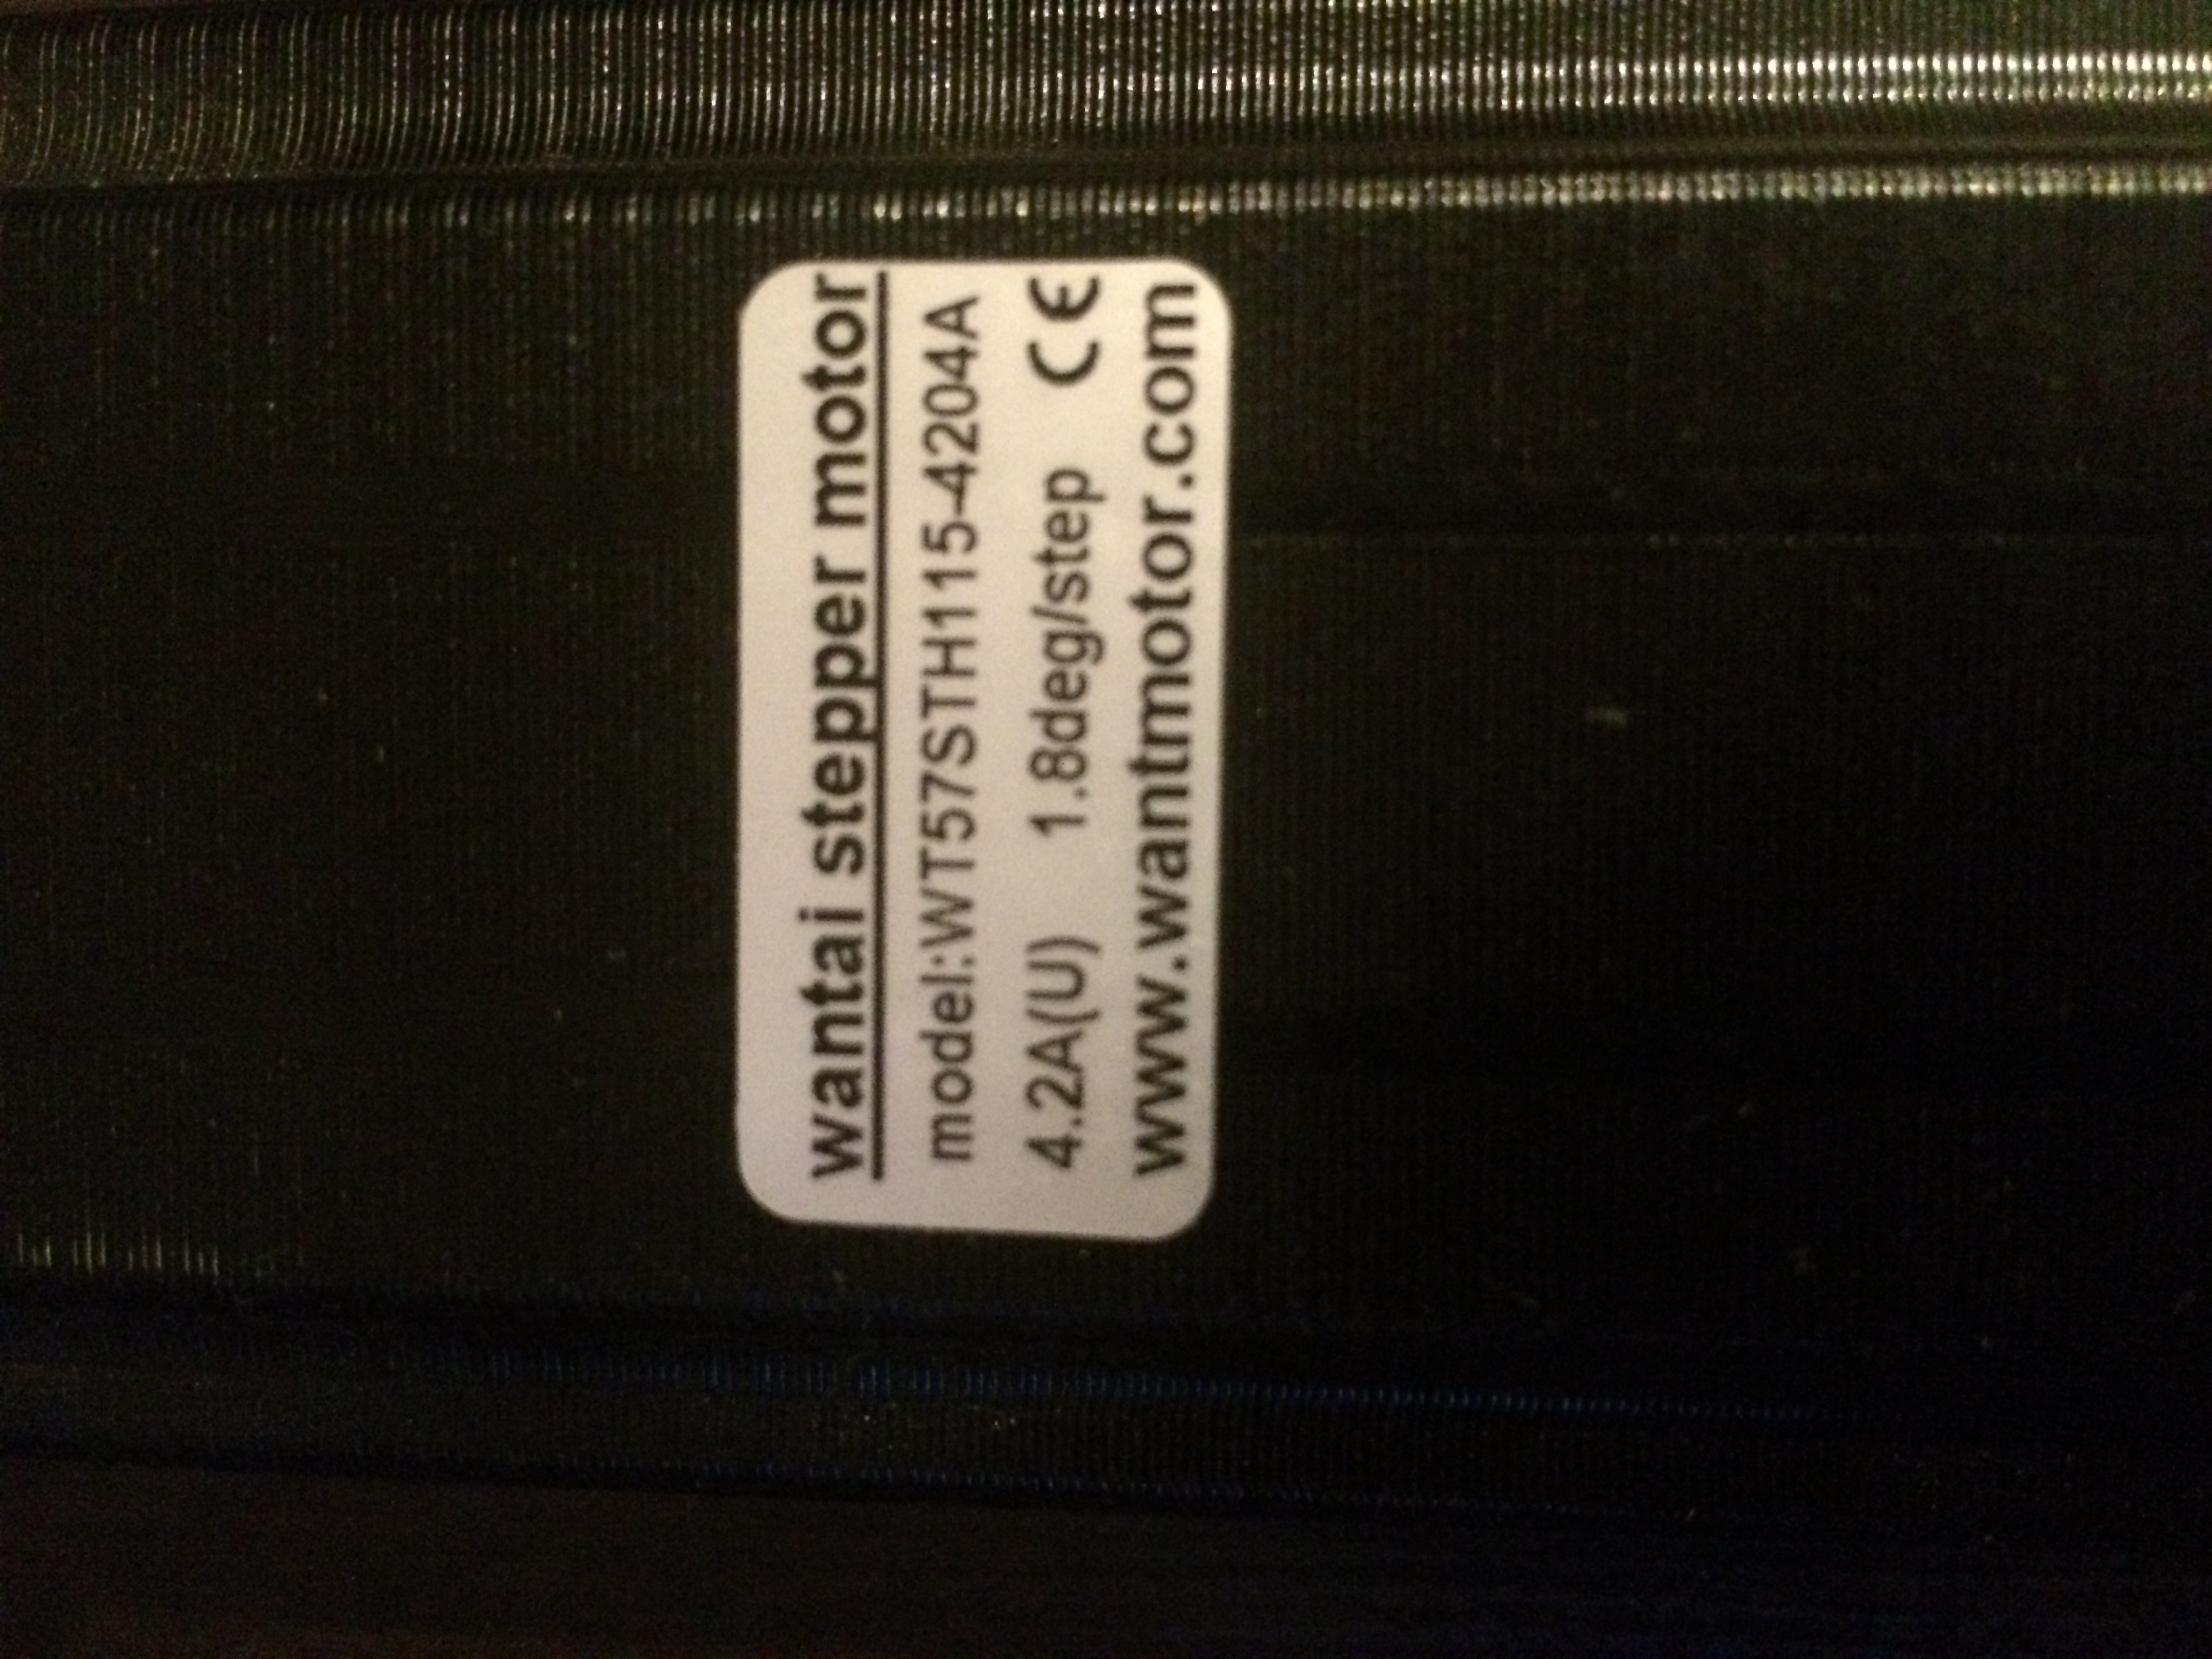 wantai stepper motor
model:WT57STH115-4204A
4.2A(U) 1.8deg/step CE
www.wantmotor.com